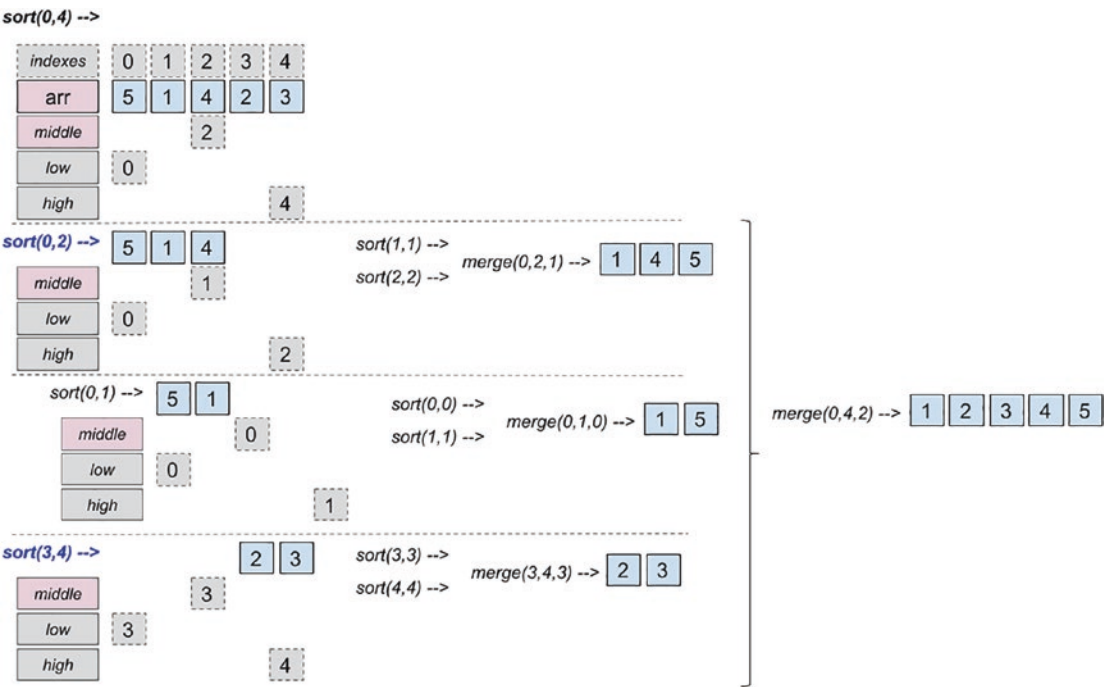 sort(0,4) -->
indexes 0 1 2 3 4
arr 5 1 4 2 3
middle 2
low 0
high 4
sort(0,2) --> 5 1 4
middle 1
low 0
high 2
sort(1,1) -->
sort(2,2) -->
merge(0,2,1) --> 1 4 5
sort(0,1) --> 5 1
middle 0
low 0
high 1
sort(0,0) -->
sort(1,1) -->
merge(0,1,0) --> 1 5
sort(3,4) --> 2 3
middle 3
low 3
high 4
sort(3,3) -->
sort(4,4) -->
merge(3,4,3) --> 2 3
merge(0,4,2) --> 1 2 3 4 5